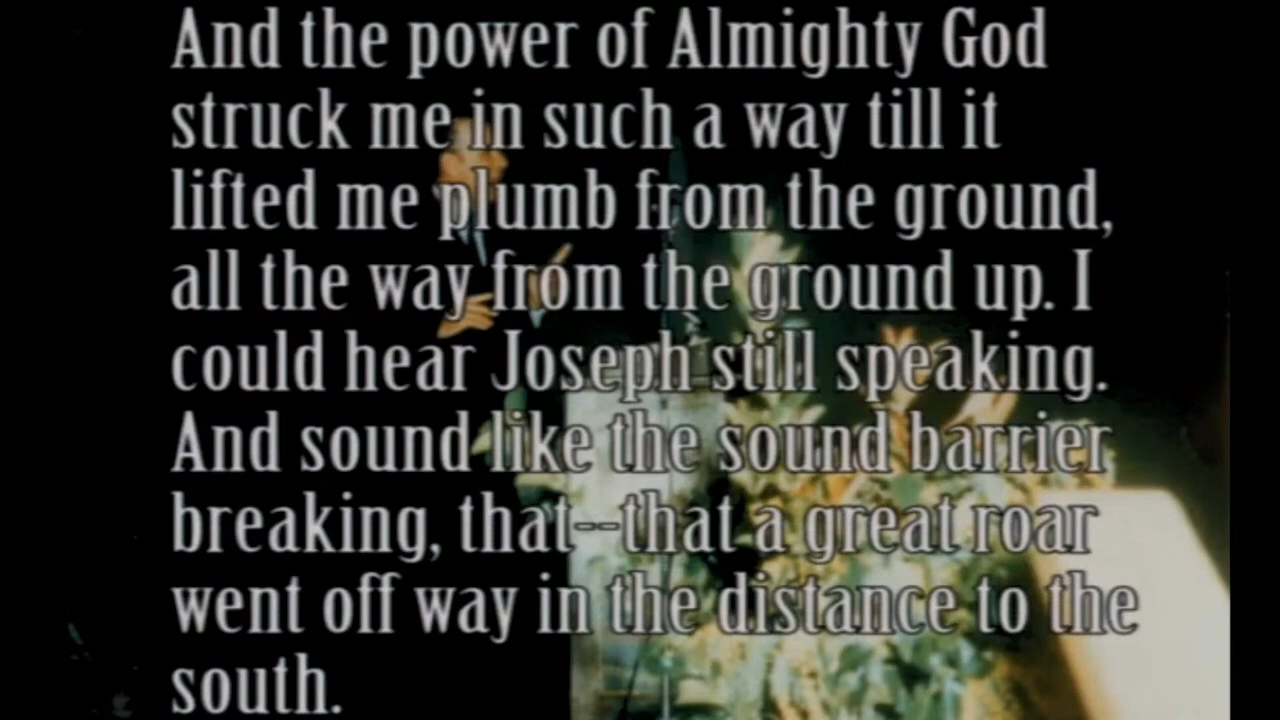 And the power of Almighty God
struck me in such a way till it
lifted me plumb from the ground,
all the way from the ground up. I
could hear Joseph still speaking.
And sound like the sound barrier
breaking, that--that a great roar
went off way in the distance to the
south.